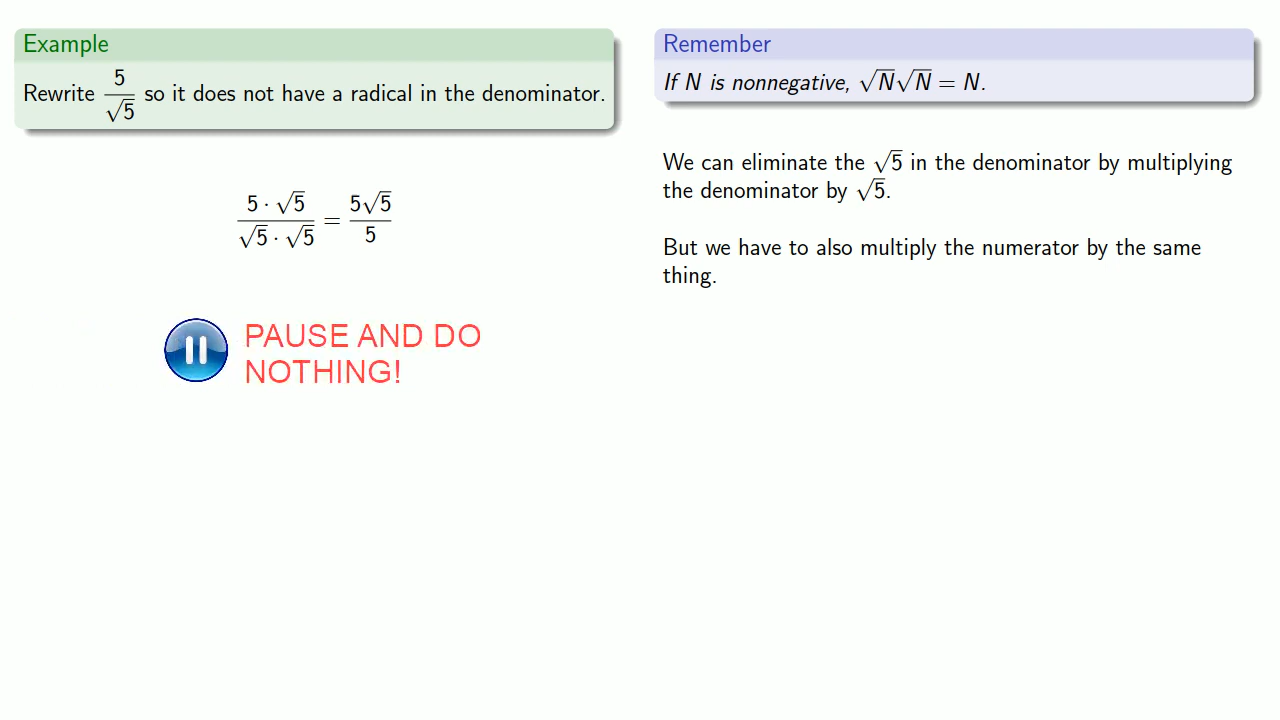 Example
Rewrite 5/√5 so it does not have a radical in the denominator.
(5 · √5)/(√5 · √5) = 5√5/5
PAUSE AND DO
NOTHING!
Remember
If N is nonnegative, √N√N = N.
We can eliminate the √5 in the denominator by multiplying
the denominator by √5.
But we have to also multiply the numerator by the same
thing.